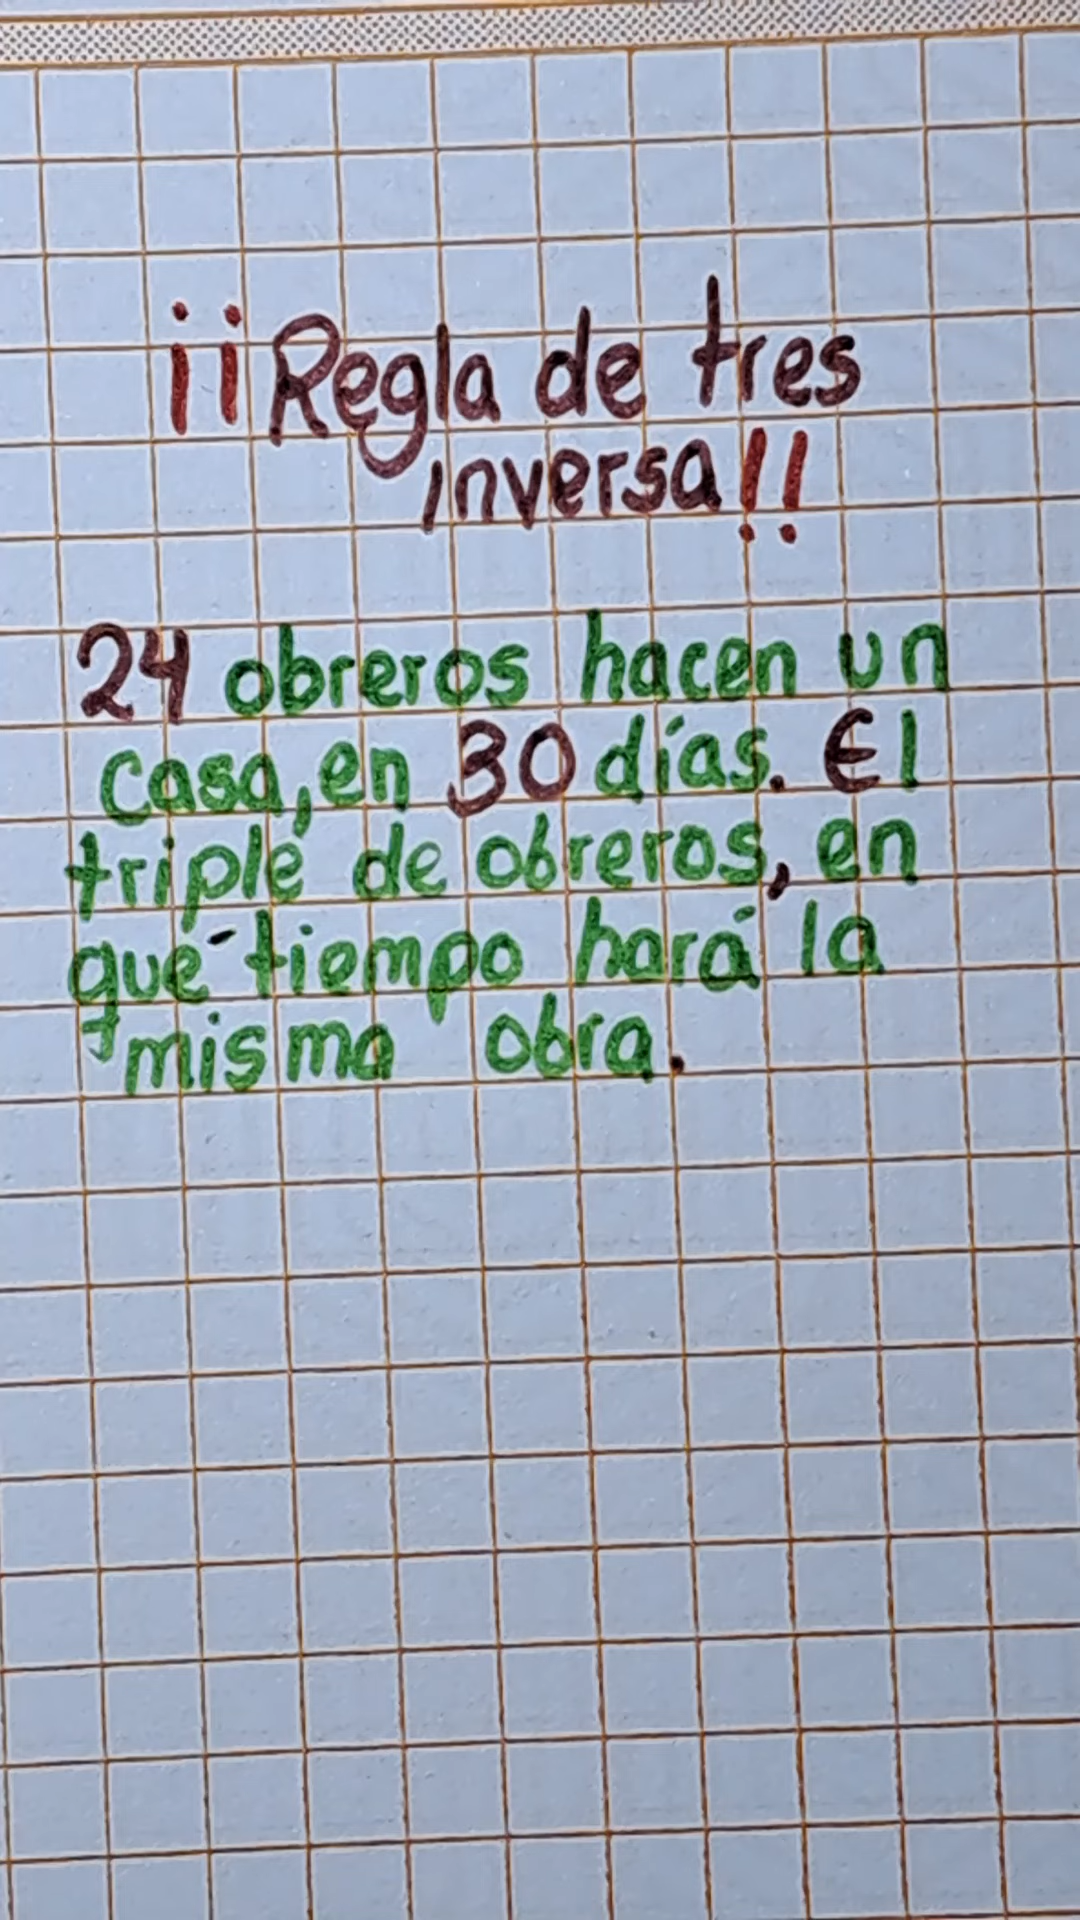 ¡¡Regla de tres
inversa!!
24 obreros hacen un
casa, en 30 días. El
triple de obreros, en
qué tiempo hará la
misma obra.